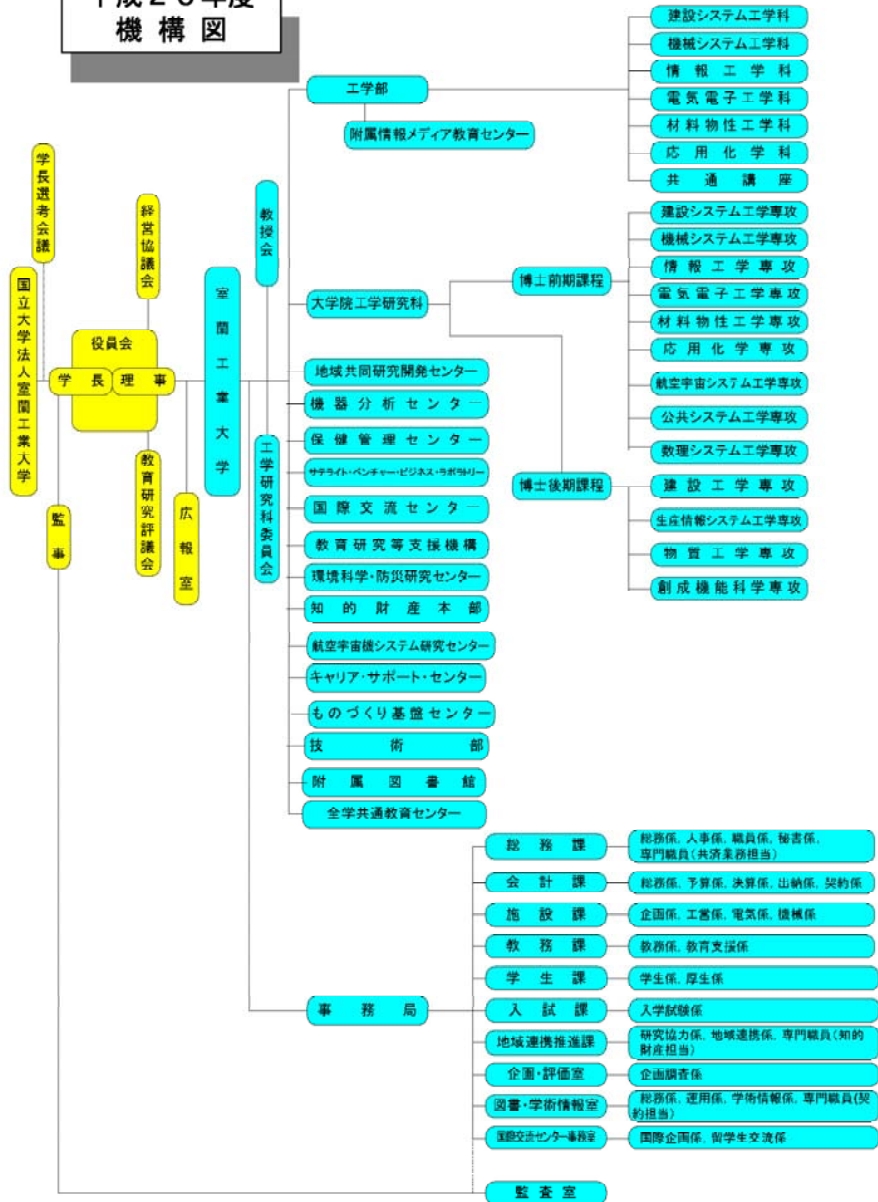 平成20年度
機構図
学長選考会議
国立大学法人室蘭工業大学
経営協議会
役員会
学長
理事
監事
教育研究評議会
広報室
室蘭工業大学
教授会
工学研究科委員会
工学部
附属情報メディア教育センター
建設システム工学科
機械システム工学科
情報工学科
電気電子工学科
材料物性工学科
応用化学科
共通講座
大学院工学研究科
博士前期課程
建設システム工学専攻
機械システム工学専攻
情報工学専攻
電気電子工学専攻
材料物性工学専攻
応用化学専攻
航空宇宙システム工学専攻
公共システム工学専攻
数理システム工学専攻
博士後期課程
建設工学専攻
生産情報システム工学専攻
物質工学専攻
創成機能科学専攻
地域共同研究開発センター
機器分析センター
保健管理センター
サテライト・ベンチャー・ビジネス・ラボラトリー
国際交流センター
教育研究等支援機構
環境科学・防災研究センター
知的財産本部
航空宇宙機システム研究センター
キャリア・サポート・センター
ものづくり基盤センター
技術部
附属図書館
全学共通教育センター
事務局
総務課
総務係, 人事係, 職員係, 秘書係,
専門職員(共済業務担当)
会計課
総務係, 予算係, 決算係, 出納係, 契約係
施設課
企画係, 工営係, 電気係, 機械係
教務課
教務係, 教育支援係
学生課
学生係, 厚生係
入試課
入学試験係
地域連携推進課
研究協力係, 地域連携係, 専門職員(知的
財産担当)
企画・評価室
企画調査係
図書・学術情報室
総務係, 運用係, 学術情報係, 専門職員(契
約担当)
国際交流センター事務室
国際企画係, 留学生交流係
監査室